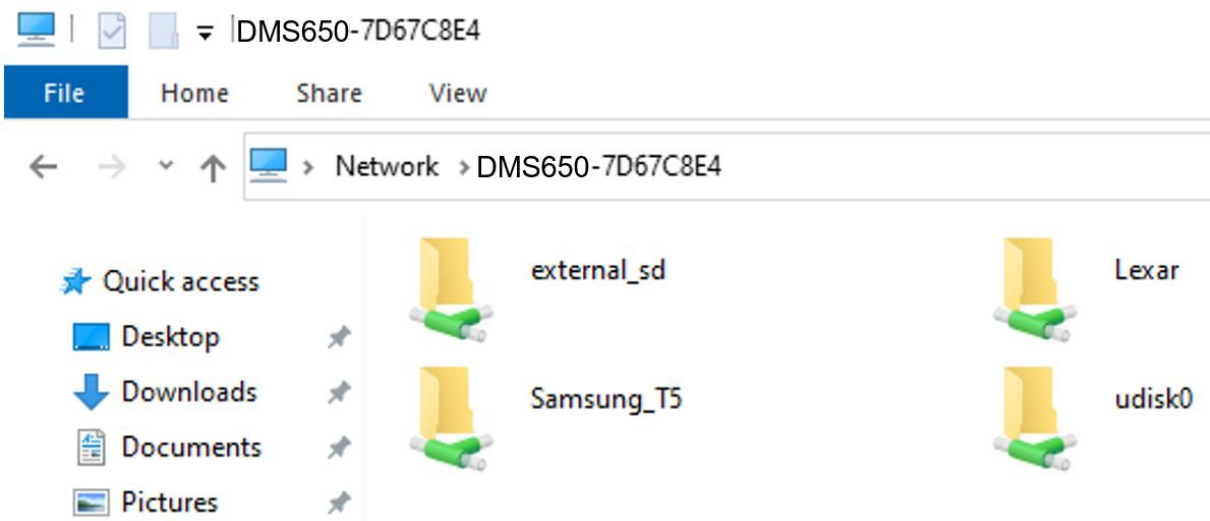 DMS650-7D67C8E4
File Home Share View
Network DMS650-7D67C8E4
Quick access
Desktop
Downloads
Documents
Pictures
external_sd
Lexar
Samsung_T5
udisk0